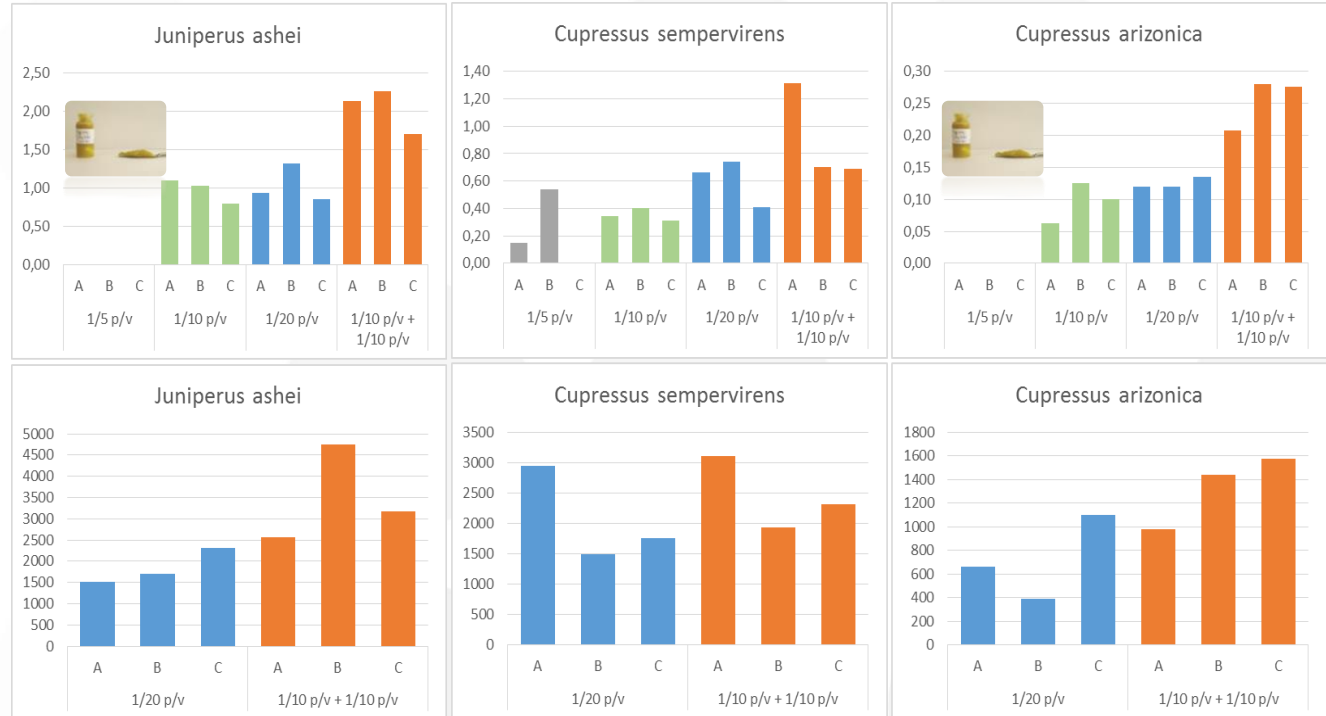 Juniperus ashei
2,50
2,00
1,50
1,00
0,50
0,00
A B C A B C A B C A B C
1/5 p/v 1/10 p/v 1/20 p/v 1/10 p/v +
1/10 p/v
Cupressus sempervirens
1,40
1,20
1,00
0,80
0,60
0,40
0,20
0,00
A B C A B C A B C A B C
1/5 p/v 1/10 p/v 1/20 p/v 1/10 p/v +
1/10 p/v
Cupressus arizonica
0,30
0,25
0,20
0,15
0,10
0,05
0,00
A B C A B C A B C A B C
1/5 p/v 1/10 p/v 1/20 p/v 1/10 p/v +
1/10 p/v
Juniperus ashei
5000
4500
4000
3500
3000
2500
2000
1500
1000
500
0
A B C A B C
1/20 p/v 1/10 p/v + 1/10 p/v
Cupressus sempervirens
3500
3000
2500
2000
1500
1000
500
0
A B C A B C
1/20 p/v 1/10 p/v + 1/10 p/v
Cupressus arizonica
1800
1600
1400
1200
1000
800
600
400
200
0
A B C A B C
1/20 p/v 1/10 p/v + 1/10 p/v